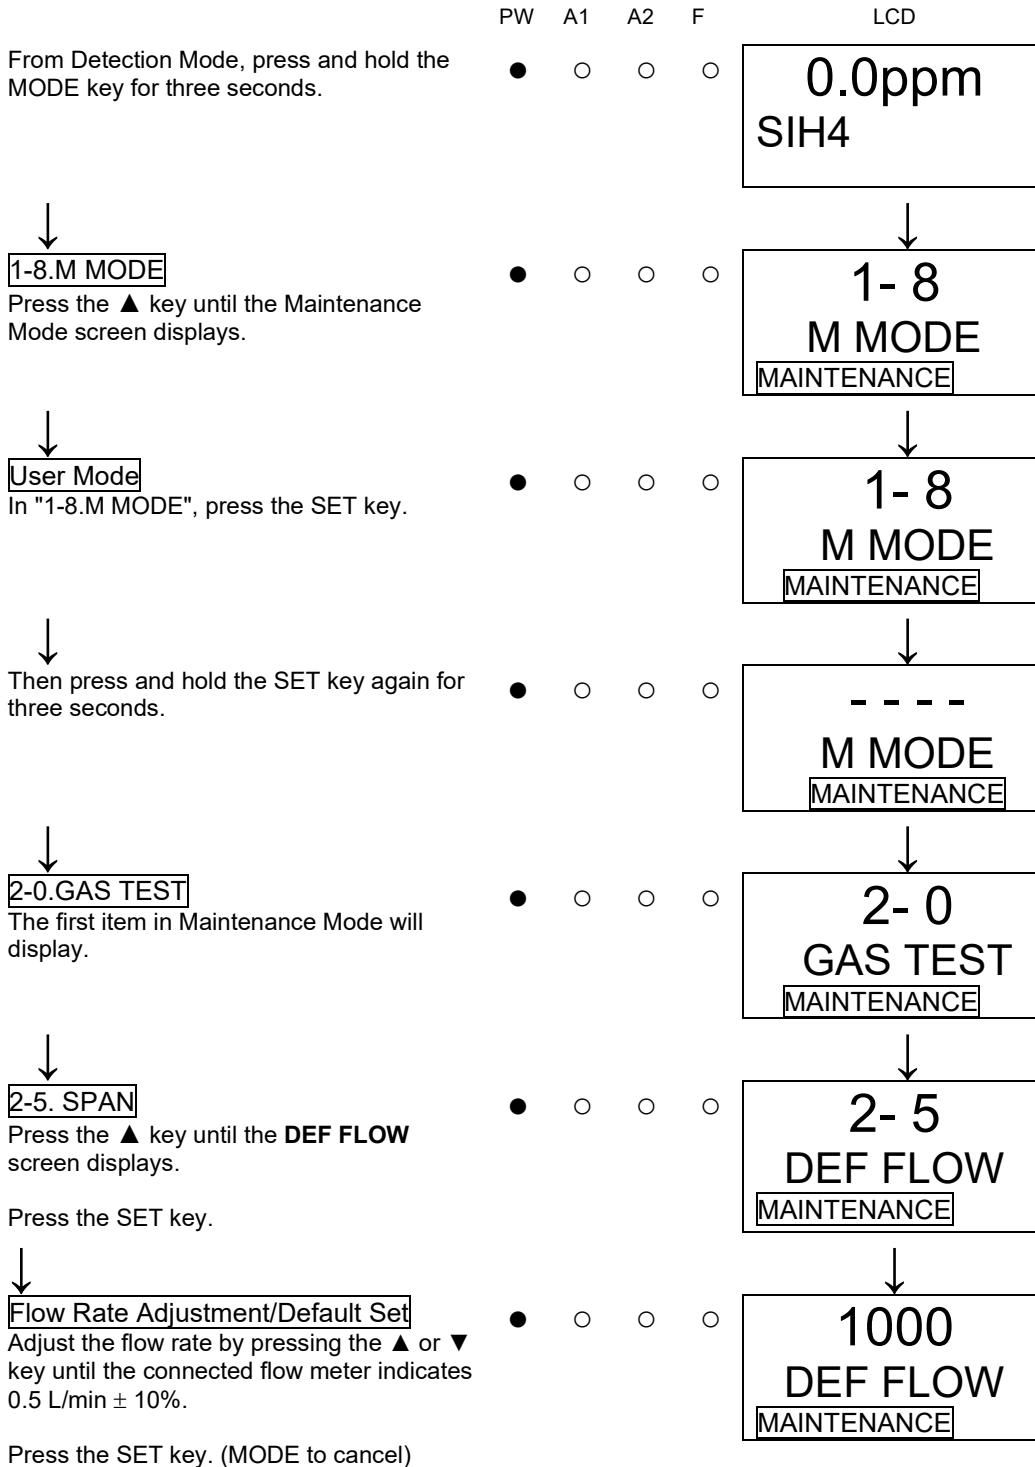 PW A1 A2 F LCD
From Detection Mode, press and hold the
MODE key for three seconds.
● ○ ○ ○
0.0ppm
SIH4
↓ ↓
1-8.M MODE
Press the ▲ key until the Maintenance
Mode screen displays.
● ○ ○ ○
1- 8
M MODE
MAINTENANCE
↓ ↓
User Mode
In "1-8.M MODE", press the SET key.
● ○ ○ ○
1- 8
M MODE
MAINTENANCE
↓ ↓
Then press and hold the SET key again for
three seconds.
● ○ ○ ○
- - - -
M MODE
MAINTENANCE
↓ ↓
2-0.GAS TEST
The first item in Maintenance Mode will
display.
● ○ ○ ○
2- 0
GAS TEST
MAINTENANCE
↓ ↓
2-5. SPAN
Press the ▲ key until the DEF FLOW
screen displays.
Press the SET key.
● ○ ○ ○
2- 5
DEF FLOW
MAINTENANCE
↓ ↓
Flow Rate Adjustment/Default Set
Adjust the flow rate by pressing the ▲ or ▼
key until the connected flow meter indicates
0.5 L/min ± 10%.
Press the SET key. (MODE to cancel)
● ○ ○ ○
1000
DEF FLOW
MAINTENANCE